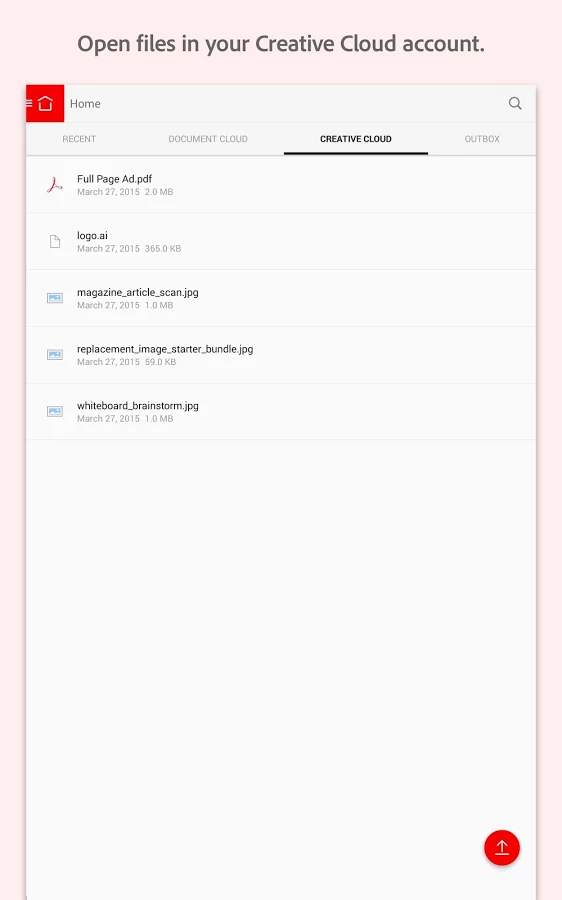 Open files in your Creative Cloud account.
Home
RECENT DOCUMENT CLOUD CREATIVE CLOUD OUTBOX
Full Page Ad.pdf
March 27, 2015 2.0 MB
logo.ai
March 27, 2015 365.0 KB
magazine_article_scan.jpg
March 27, 2015 1.0 MB
replacement_image_starter_bundle.jpg
March 27, 2015 59.0 KB
whiteboard_brainstorm.jpg
March 27, 2015 1.0 MB